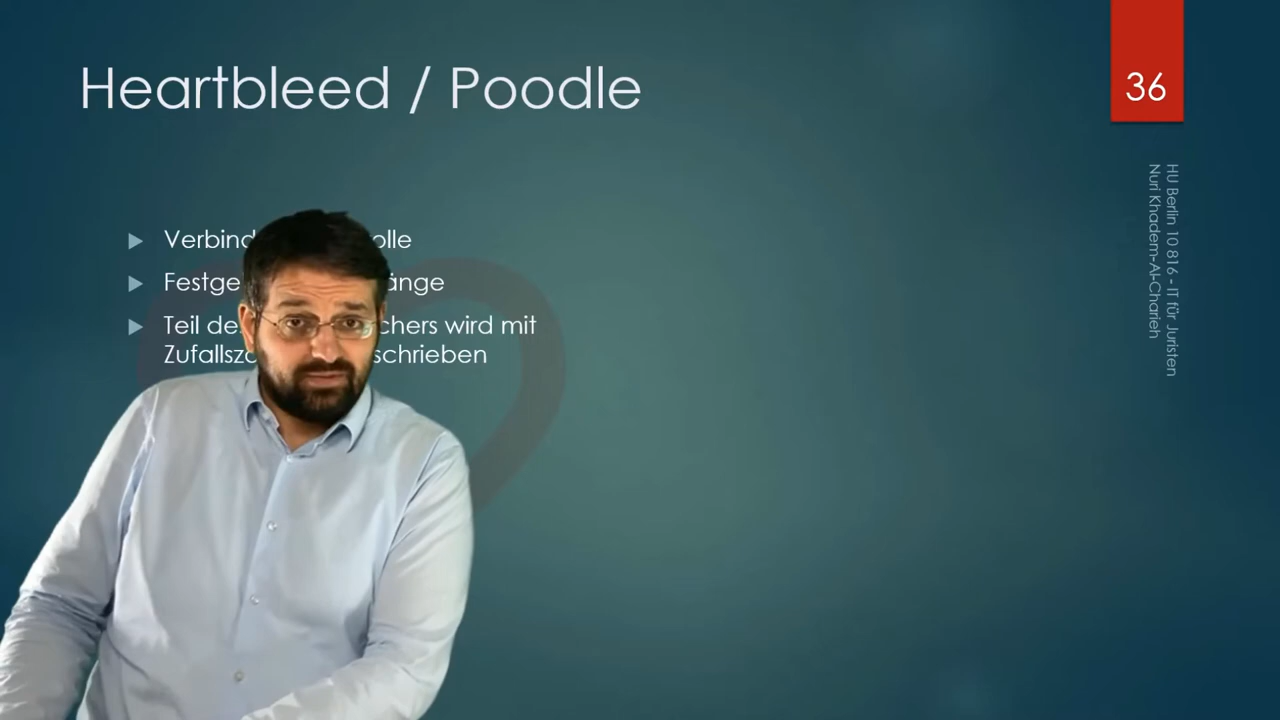 Heartbleed / Poodle
36
HU Berlin 10 816 - IT für Juristen
Nuri Khadem-Al-Charieh
Verbind olle
Festge änge
Teil de chers wird mit
Zufallsz schrieben